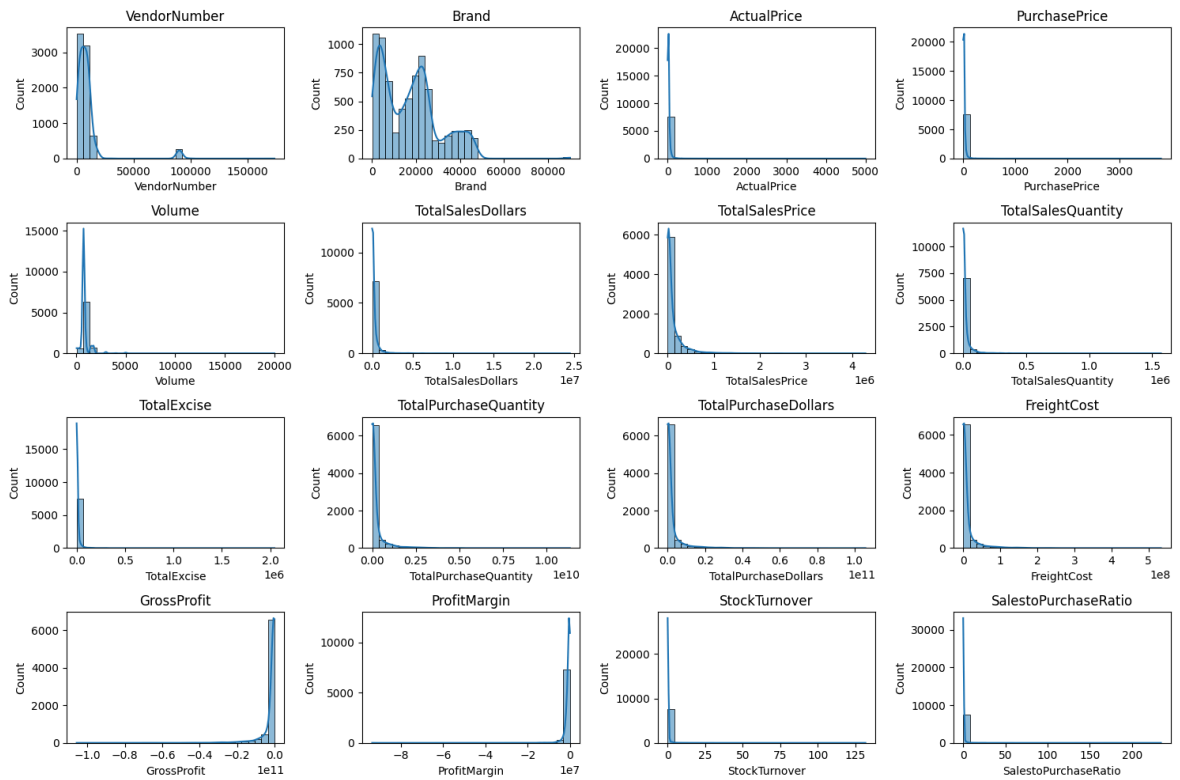 VendorNumber
Brand
ActualPrice
PurchasePrice
3000
2000
1000
0
Count
0 50000 100000 150000
VendorNumber
1000
750
500
250
0
Count
0 20000 40000 60000 80000
Brand
20000
15000
10000
5000
0
Count
0 1000 2000 3000 4000 5000
ActualPrice
20000
15000
10000
5000
0
Count
0 1000 2000 3000
PurchasePrice
Volume
TotalSalesDollars
TotalSalesPrice
TotalSalesQuantity
15000
10000
5000
0
Count
0 5000 10000 15000 20000
Volume
10000
5000
0
Count
0.0 0.5 1.0 1.5 2.0 2.5
1e7
TotalSalesDollars
6000
4000
2000
0
Count
0 1 2 3 4
1e6
TotalSalesPrice
10000
7500
5000
2500
0
Count
0.0 0.5 1.0 1.5
1e6
TotalSalesQuantity
TotalExcise
TotalPurchaseQuantity
TotalPurchaseDollars
FreightCost
15000
10000
5000
0
Count
0.0 0.5 1.0 1.5 2.0
1e6
TotalExcise
6000
4000
2000
0
Count
0.00 0.25 0.50 0.75 1.00
1e10
TotalPurchaseQuantity
6000
4000
2000
0
Count
0.0 0.2 0.4 0.6 0.8 1.0
1e11
TotalPurchaseDollars
6000
4000
2000
0
Count
0 1 2 3 4 5
1e8
FreightCost
GrossProfit
ProfitMargin
StockTurnover
SalestoPurchaseRatio
6000
4000
2000
0
Count
−1.0 −0.8 −0.6 −0.4 −0.2 0.0
1e11
GrossProfit
10000
5000
0
Count
−8 −6 −4 −2 0
1e7
ProfitMargin
20000
10000
0
Count
0 25 50 75 100 125
StockTurnover
30000
20000
10000
0
Count
0 50 100 150 200
SalestoPurchaseRatio